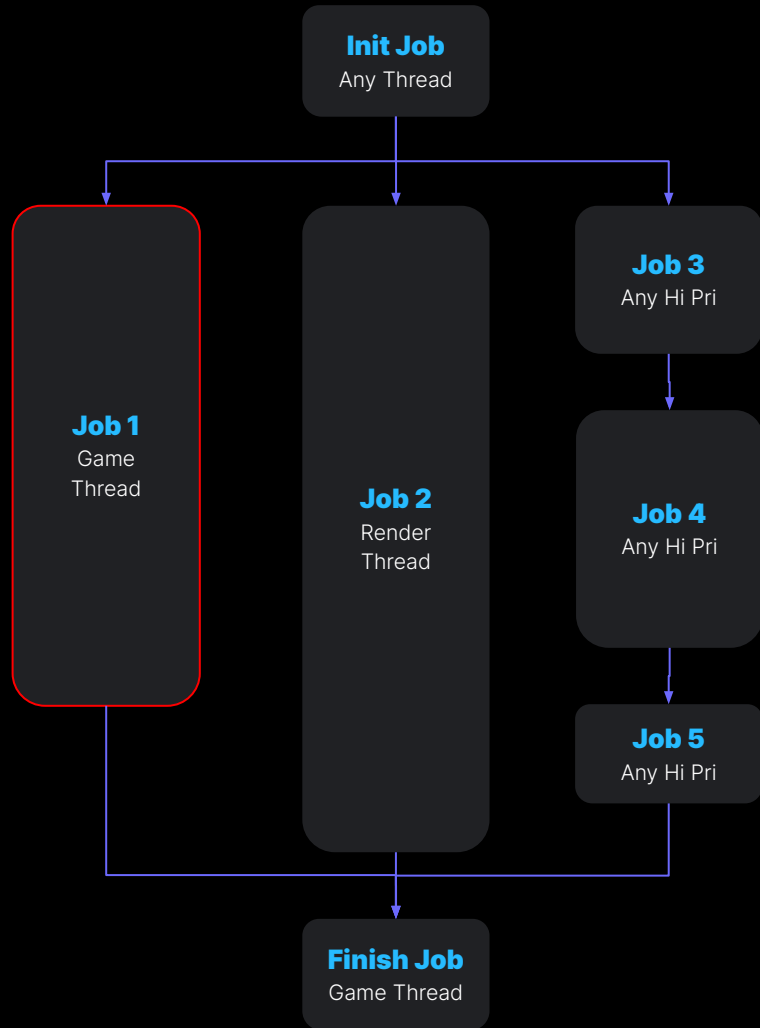 Init Job
Any Thread
Job 1
Game
Thread
Job 2
Render
Thread
Job 3
Any Hi Pri
Job 4
Any Hi Pri
Job 5
Any Hi Pri
Finish Job
Game Thread